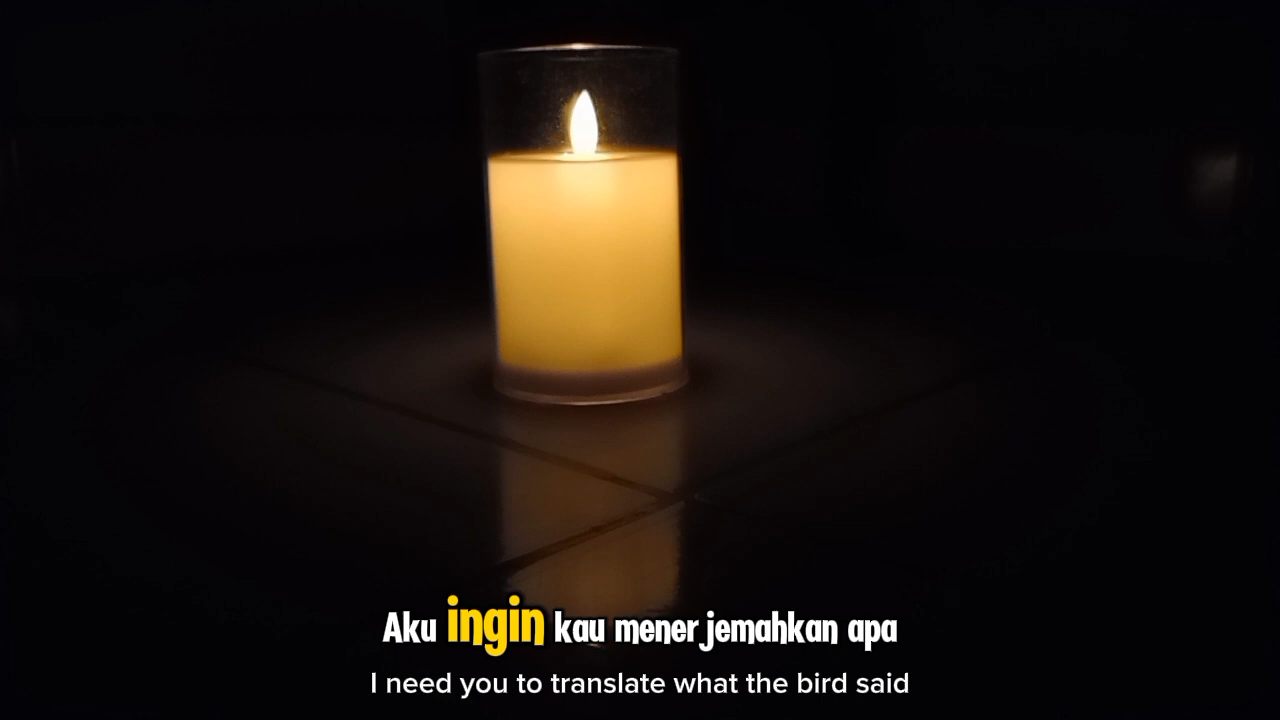 Aku ingin kau menerjemahkan apa
I need you to translate what the bird said